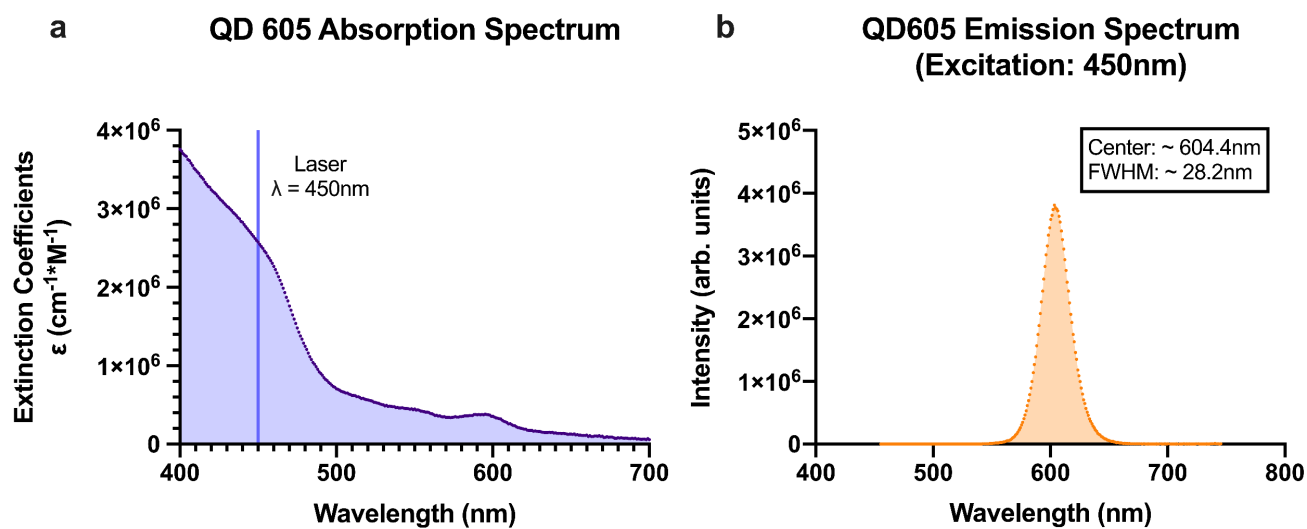 a
QD 605 Absorption Spectrum
Extinction Coefficients
ε (cm⁻¹*M⁻¹)
4×10⁶
3×10⁶
2×10⁶
1×10⁶
0
Laser
λ = 450nm
400 500 600 700
Wavelength (nm)
b
QD605 Emission Spectrum
(Excitation: 450nm)
Intensity (arb. units)
5×10⁶
4×10⁶
3×10⁶
2×10⁶
1×10⁶
0
Center: ~ 604.4nm
FWHM: ~ 28.2nm
400 500 600 700 800
Wavelength (nm)